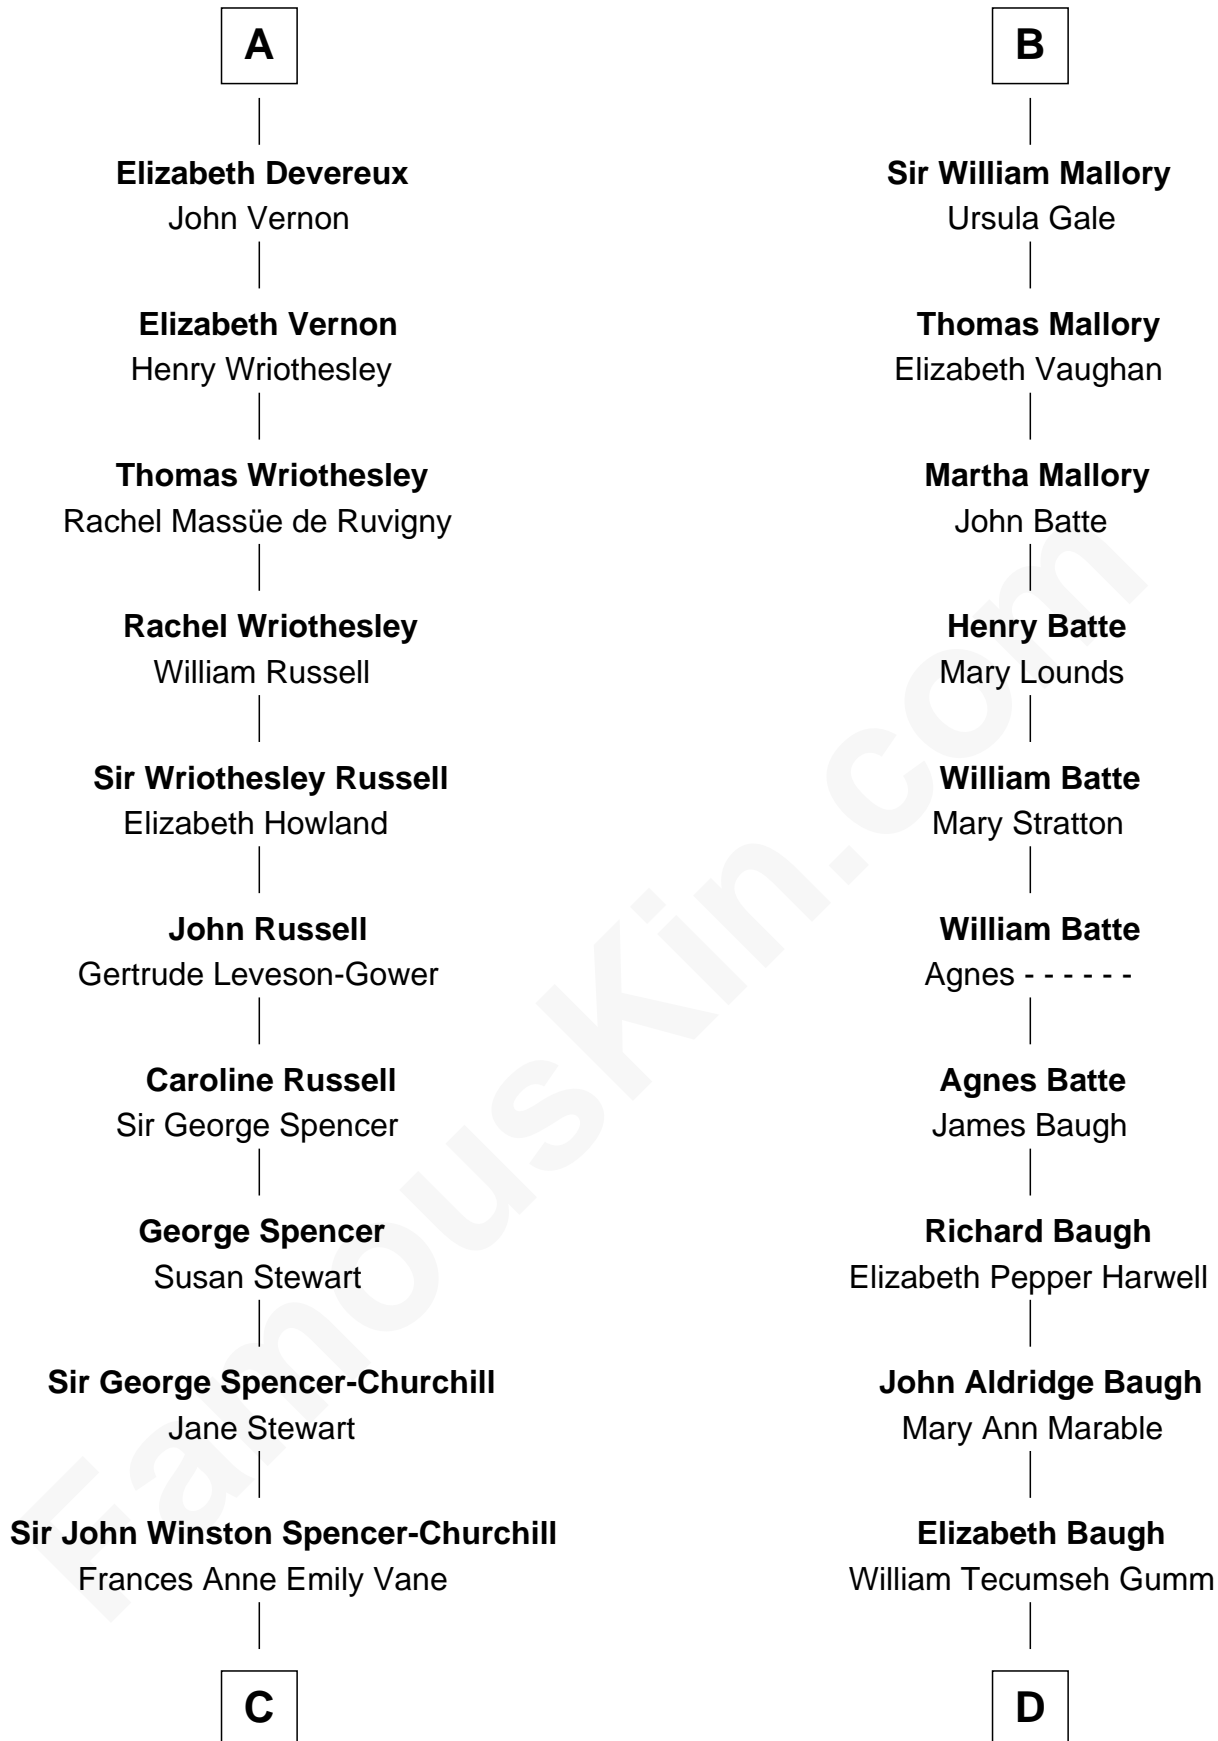 A
Elizabeth Devereux
John Vernon
Elizabeth Vernon
Henry Wriothesley
Thomas Wriothesley
Rachel Massüe de Ruvigny
Rachel Wriothesley
William Russell
Sir Wriothesley Russell
Elizabeth Howland
John Russell
Gertrude Leveson-Gower
Caroline Russell
Sir George Spencer
George Spencer
Susan Stewart
Sir George Spencer-Churchill
Jane Stewart
Sir John Winston Spencer-Churchill
Frances Anne Emily Vane
C
B
Sir William Mallory
Ursula Gale
Thomas Mallory
Elizabeth Vaughan
Martha Mallory
John Batte
Henry Batte
Mary Lounds
William Batte
Mary Stratton
William Batte
Agnes - - - - - -
Agnes Batte
James Baugh
Richard Baugh
Elizabeth Pepper Harwell
John Aldridge Baugh
Mary Ann Marable
Elizabeth Baugh
William Tecumseh Gumm
D
FamousKin.com